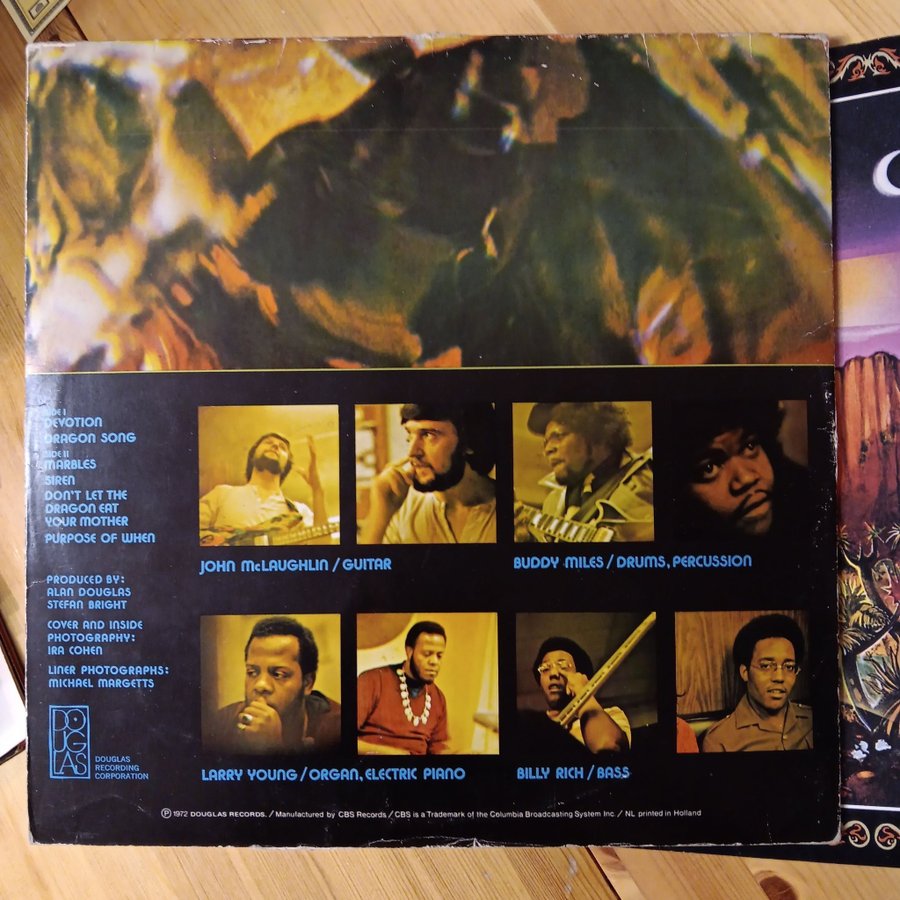 SIDE I
DEVOTION
DRAGON SONG
SIDE II
MARBLES
SIREN
DON'T LET THE
DRAGON EAT
YOUR MOTHER
PURPOSE OF WHEN
PRODUCED BY:
ALAN DOUGLAS
STEFAN BRIGHT
COVER AND INSIDE
PHOTOGRAPHY:
IRA COHEN
LINER PHOTOGRAPHS:
MICHAEL MARGETTS
DOUGLAS
DOUGLAS
RECORDING
CORPORATION
JOHN McLAUGHLIN / GUITAR
BUDDY MILES / DRUMS, PERCUSSION
LARRY YOUNG / ORGAN, ELECTRIC PIANO
BILLY RICH / BASS
Ⓟ 1972 DOUGLAS RECORDS. / Manufactured by CBS Records / CBS is a Trademark of the Columbia Broadcasting System Inc. / NL printed in Holland